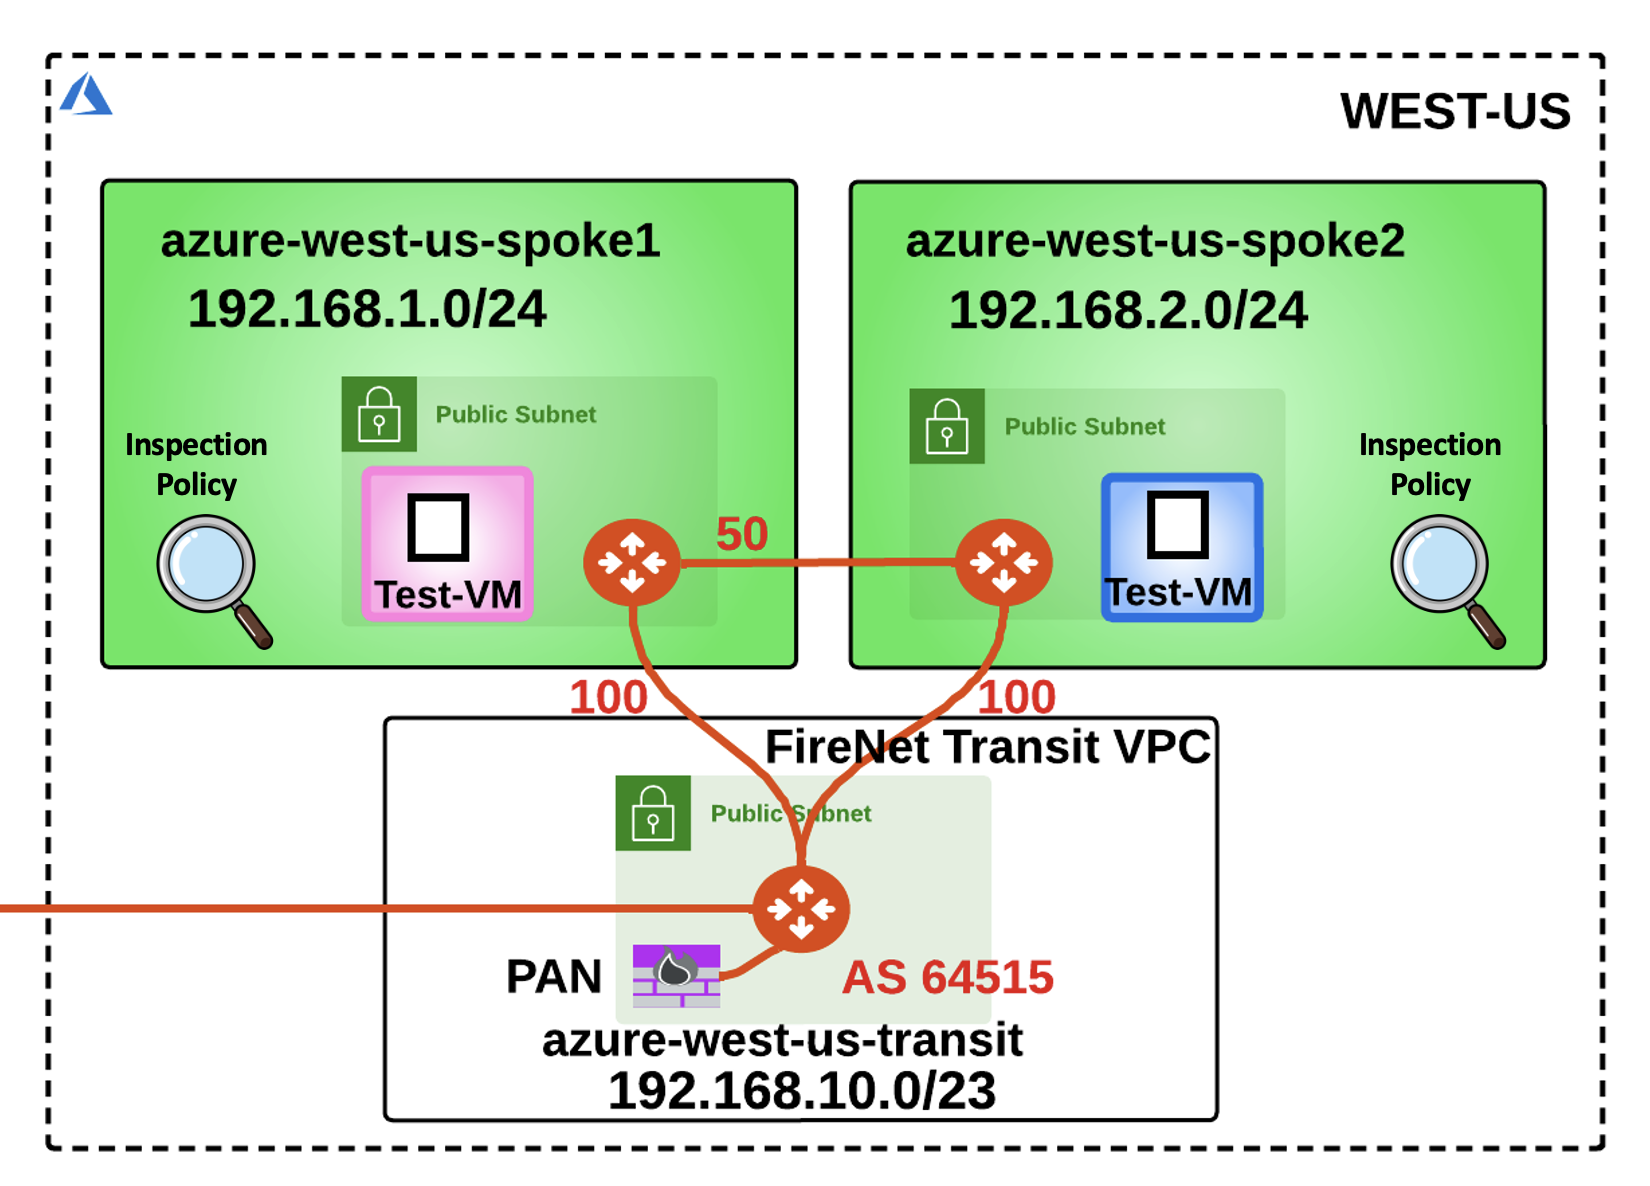 WEST-US
azure-west-us-spoke1
192.168.1.0/24
Public Subnet
Inspection
Policy
Test-VM
50
azure-west-us-spoke2
192.168.2.0/24
Public Subnet
Inspection
Policy
Test-VM
100
100
FireNet Transit VPC
Public Subnet
PAN
AS 64515
azure-west-us-transit
192.168.10.0/23